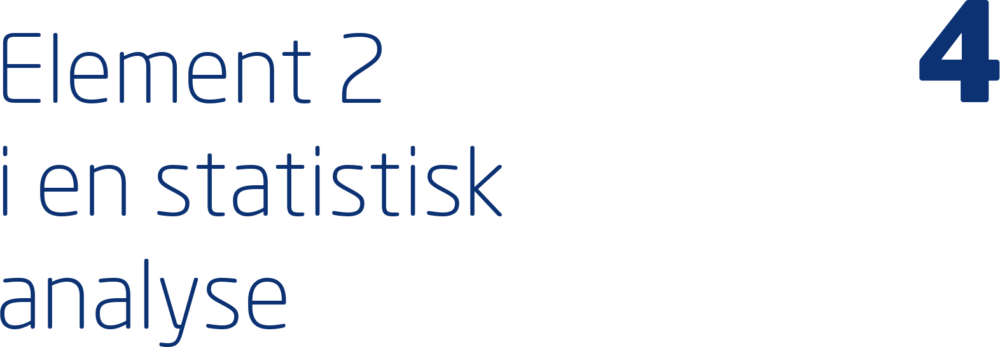 Element 2
i en statistisk
analyse
4